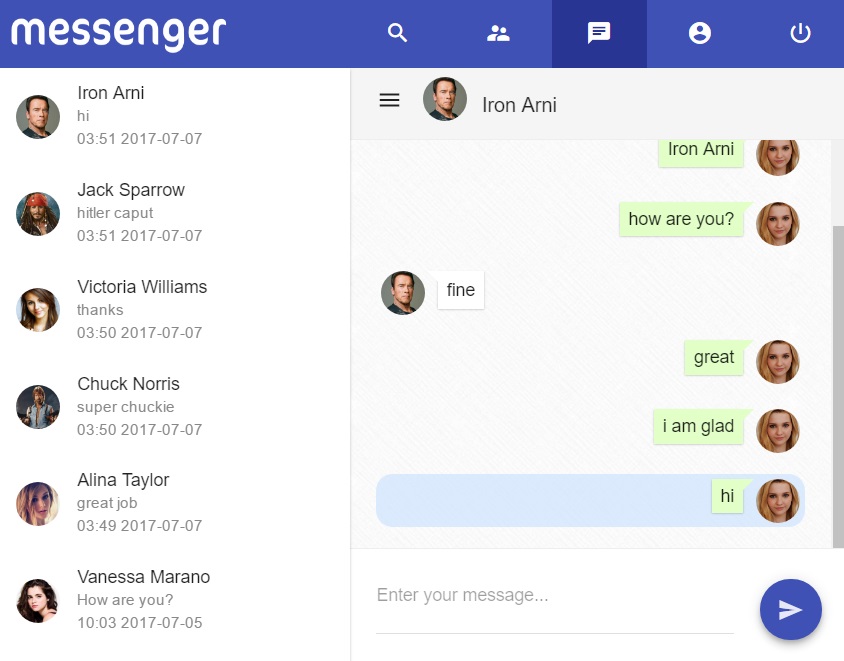 messenger
Iron Arni
hi
03:51 2017-07-07
Jack Sparrow
hitler caput
03:51 2017-07-07
Victoria Williams
thanks
03:50 2017-07-07
Chuck Norris
super chuckie
03:50 2017-07-07
Alina Taylor
great job
03:49 2017-07-07
Vanessa Marano
How are you?
10:03 2017-07-05
Iron Arni
Iron Arni
how are you?
fine
great
i am glad
hi
Enter your message...